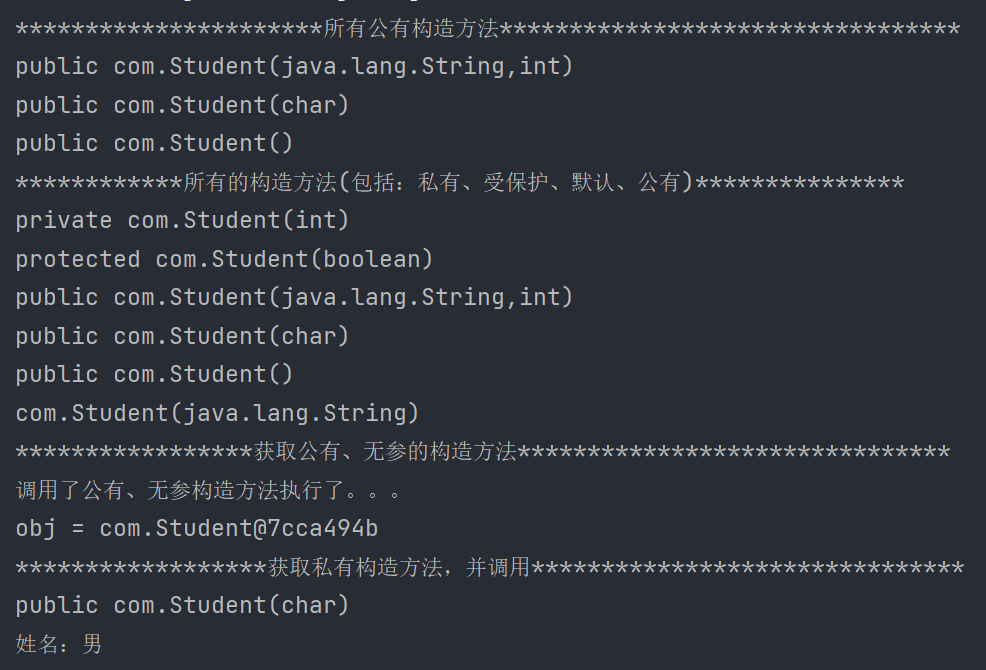 **********************所有公有构造方法*********************************
public com.Student(java.lang.String,int)
public com.Student(char)
public com.Student()
************所有的构造方法(包括：私有、受保护、默认、公有)***************
private com.Student(int)
protected com.Student(boolean)
public com.Student(java.lang.String,int)
public com.Student(char)
public com.Student()
com.Student(java.lang.String)
*****************获取公有、无参的构造方法*******************************
调用了公有、无参构造方法执行了。。。
obj = com.Student@7cca494b
******************获取私有构造方法，并调用*******************************
public com.Student(char)
姓名：男